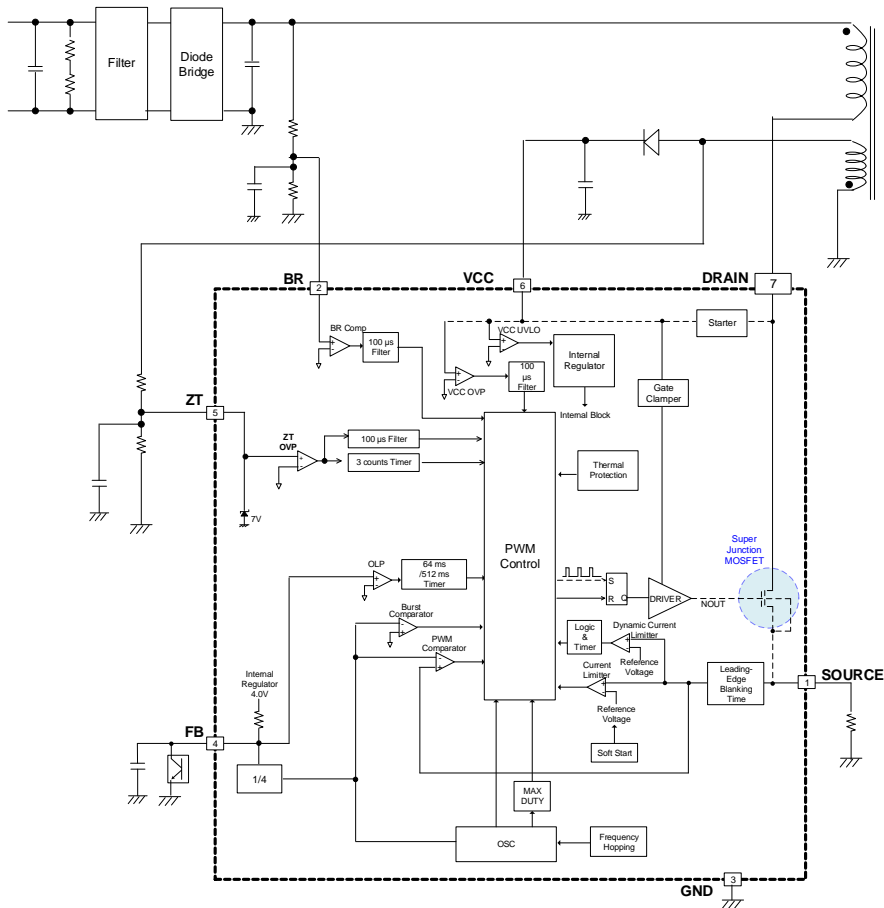 Filter
Diode
Bridge
BR
2
VCC
6
DRAIN
7
Starter
BR Comp
100 µs
Filter
VCC UVLO
Internal
Regulator
VCC OVP
100
µs
Filter
Internal Block
Gate
Clamper
ZT
5
ZT
OVP
100 µs Filter
3 counts Timer
7V
Thermal
Protection
PWM
Control
Super
Junction
MOSFET
OLP
64 ms
/512 ms
Timer
S
R
Q
DRIVER
NOUT
Burst
Comparator
PWM
Comparator
Logic
&
Timer
Dynamic Current
Limiter
Reference
Voltage
Current
Limiter
Reference
Voltage
Leading-
Edge
Blanking
Time
SOURCE
1
Internal
Regulator
4.0V
FB
4
1/4
Soft Start
MAX
DUTY
OSC
Frequency
Hopping
GND
3